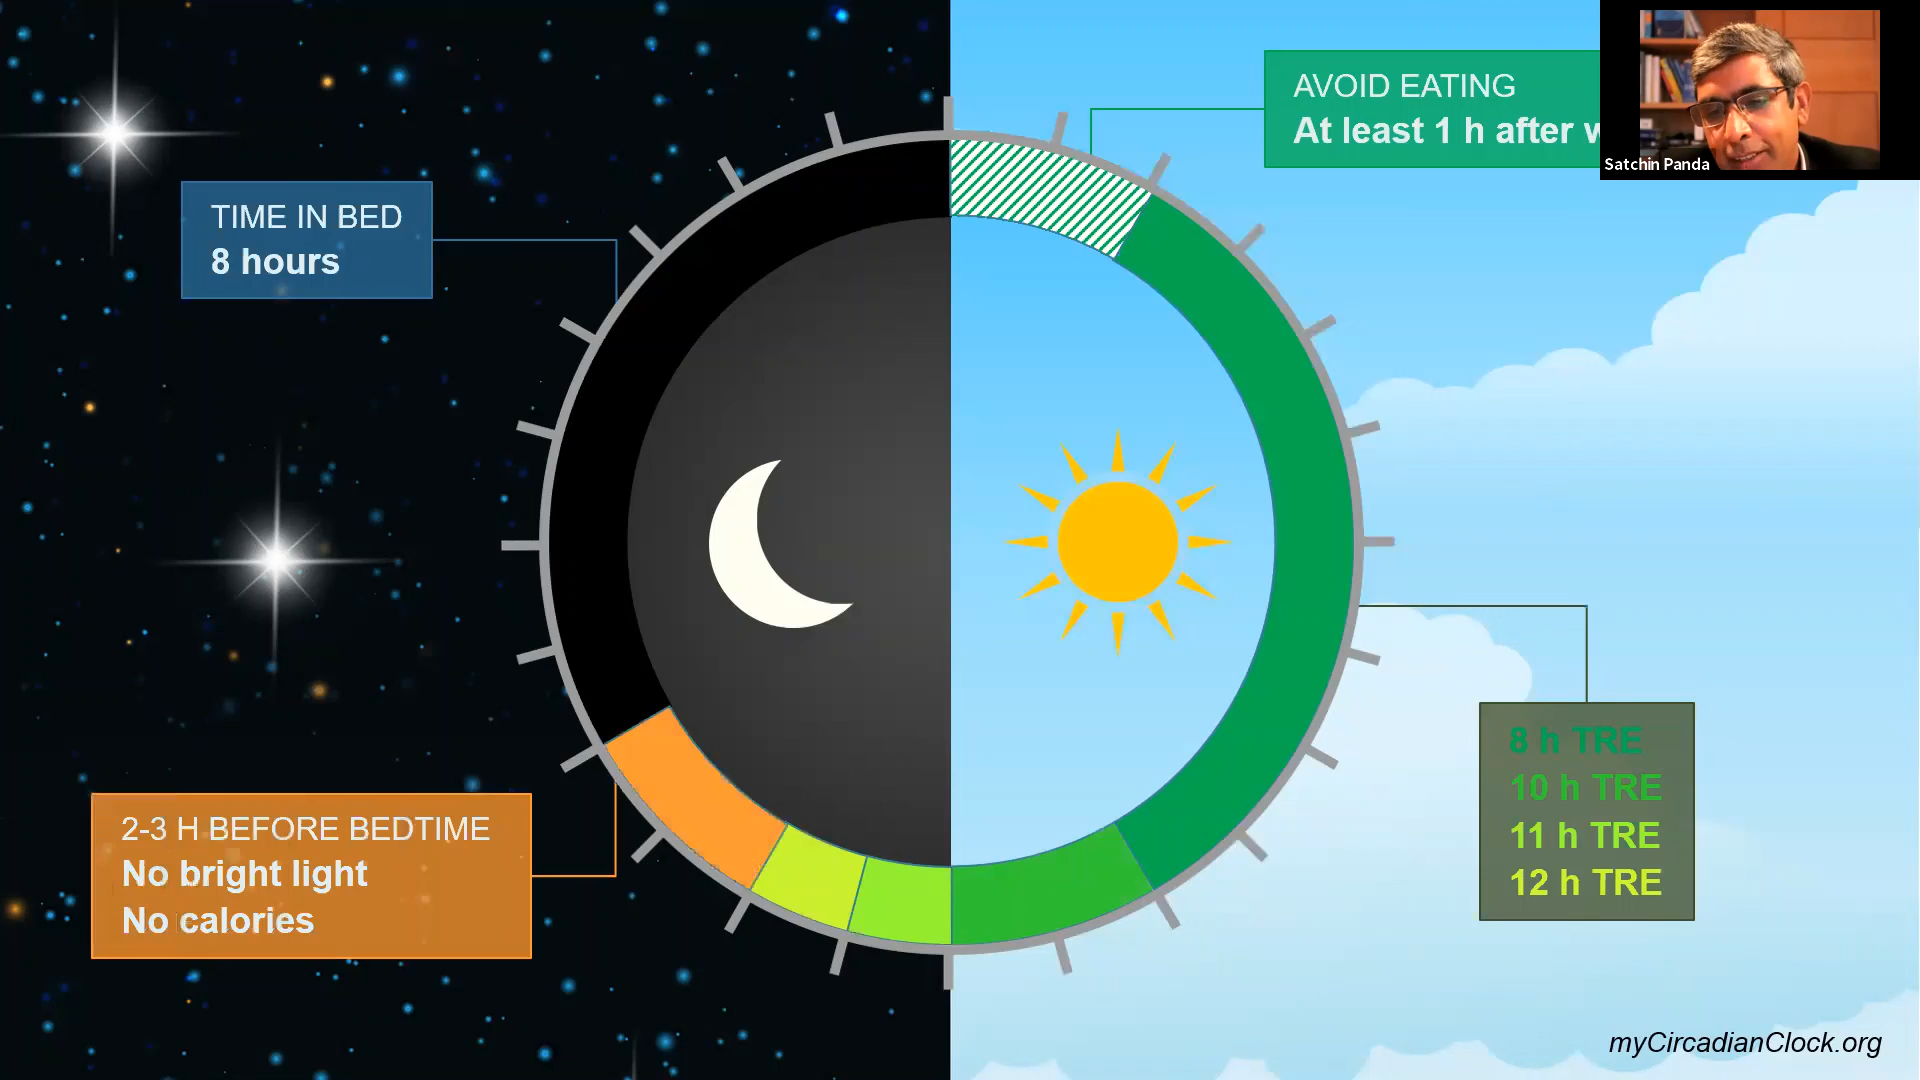 AVOID EATING
At least 1 h after
Satchin Panda
TIME IN BED
8 hours
8 h TRE
10 h TRE
11 h TRE
12 h TRE
2-3 H BEFORE BEDTIME
No bright light
No calories
myCircadianClock.org